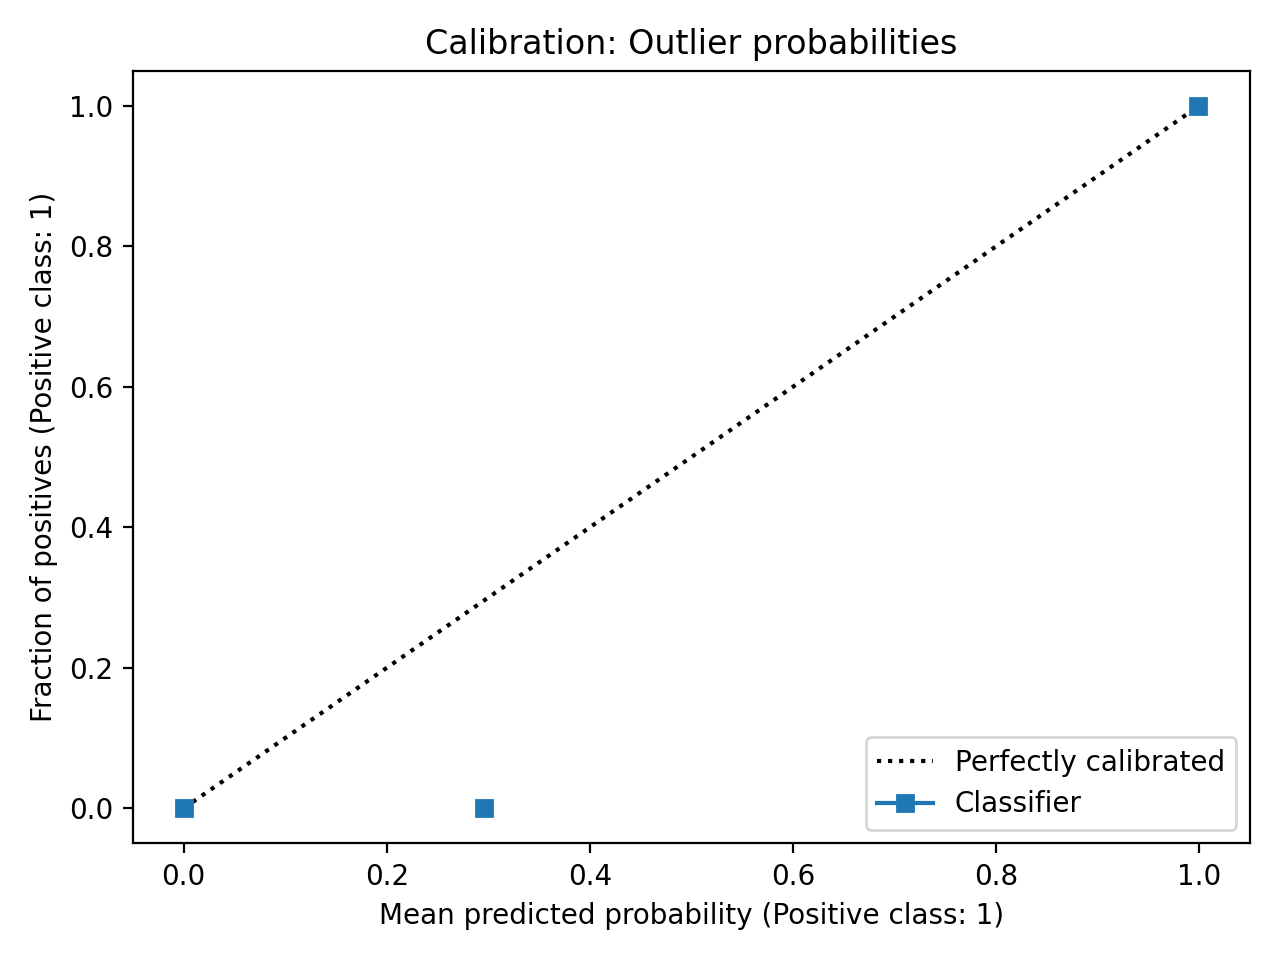 Calibration: Outlier probabilities
Fraction of positives (Positive class: 1)
1.0
0.8
0.6
0.4
0.2
0.0
Perfectly calibrated
Classifier
0.0 0.2 0.4 0.6 0.8 1.0
Mean predicted probability (Positive class: 1)